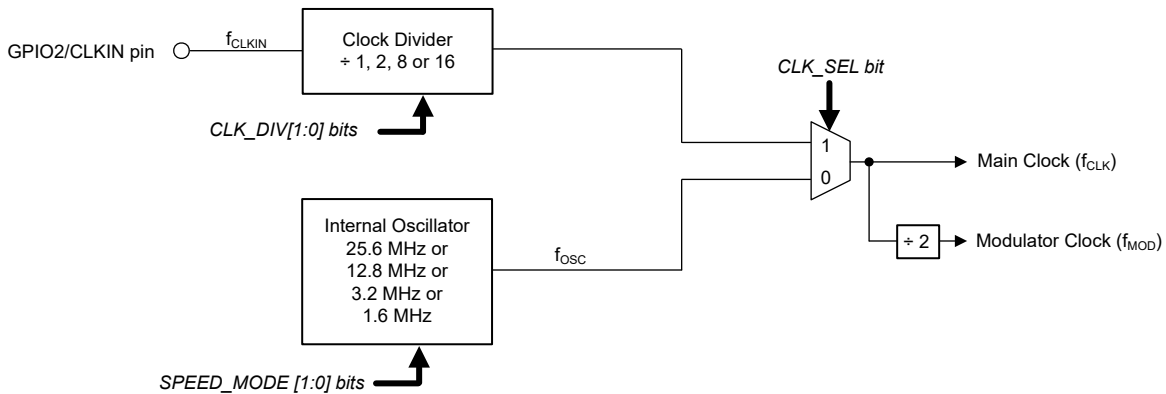 GPIO2/CLKIN pin
fCLKIN
Clock Divider
÷ 1, 2, 8 or 16
CLK_DIV[1:0] bits
CLK_SEL bit
1
0
Main Clock (fCLK)
÷ 2
Modulator Clock (fMOD)
Internal Oscillator
25.6 MHz or
12.8 MHz or
3.2 MHz or
1.6 MHz
fOSC
SPEED_MODE [1:0] bits